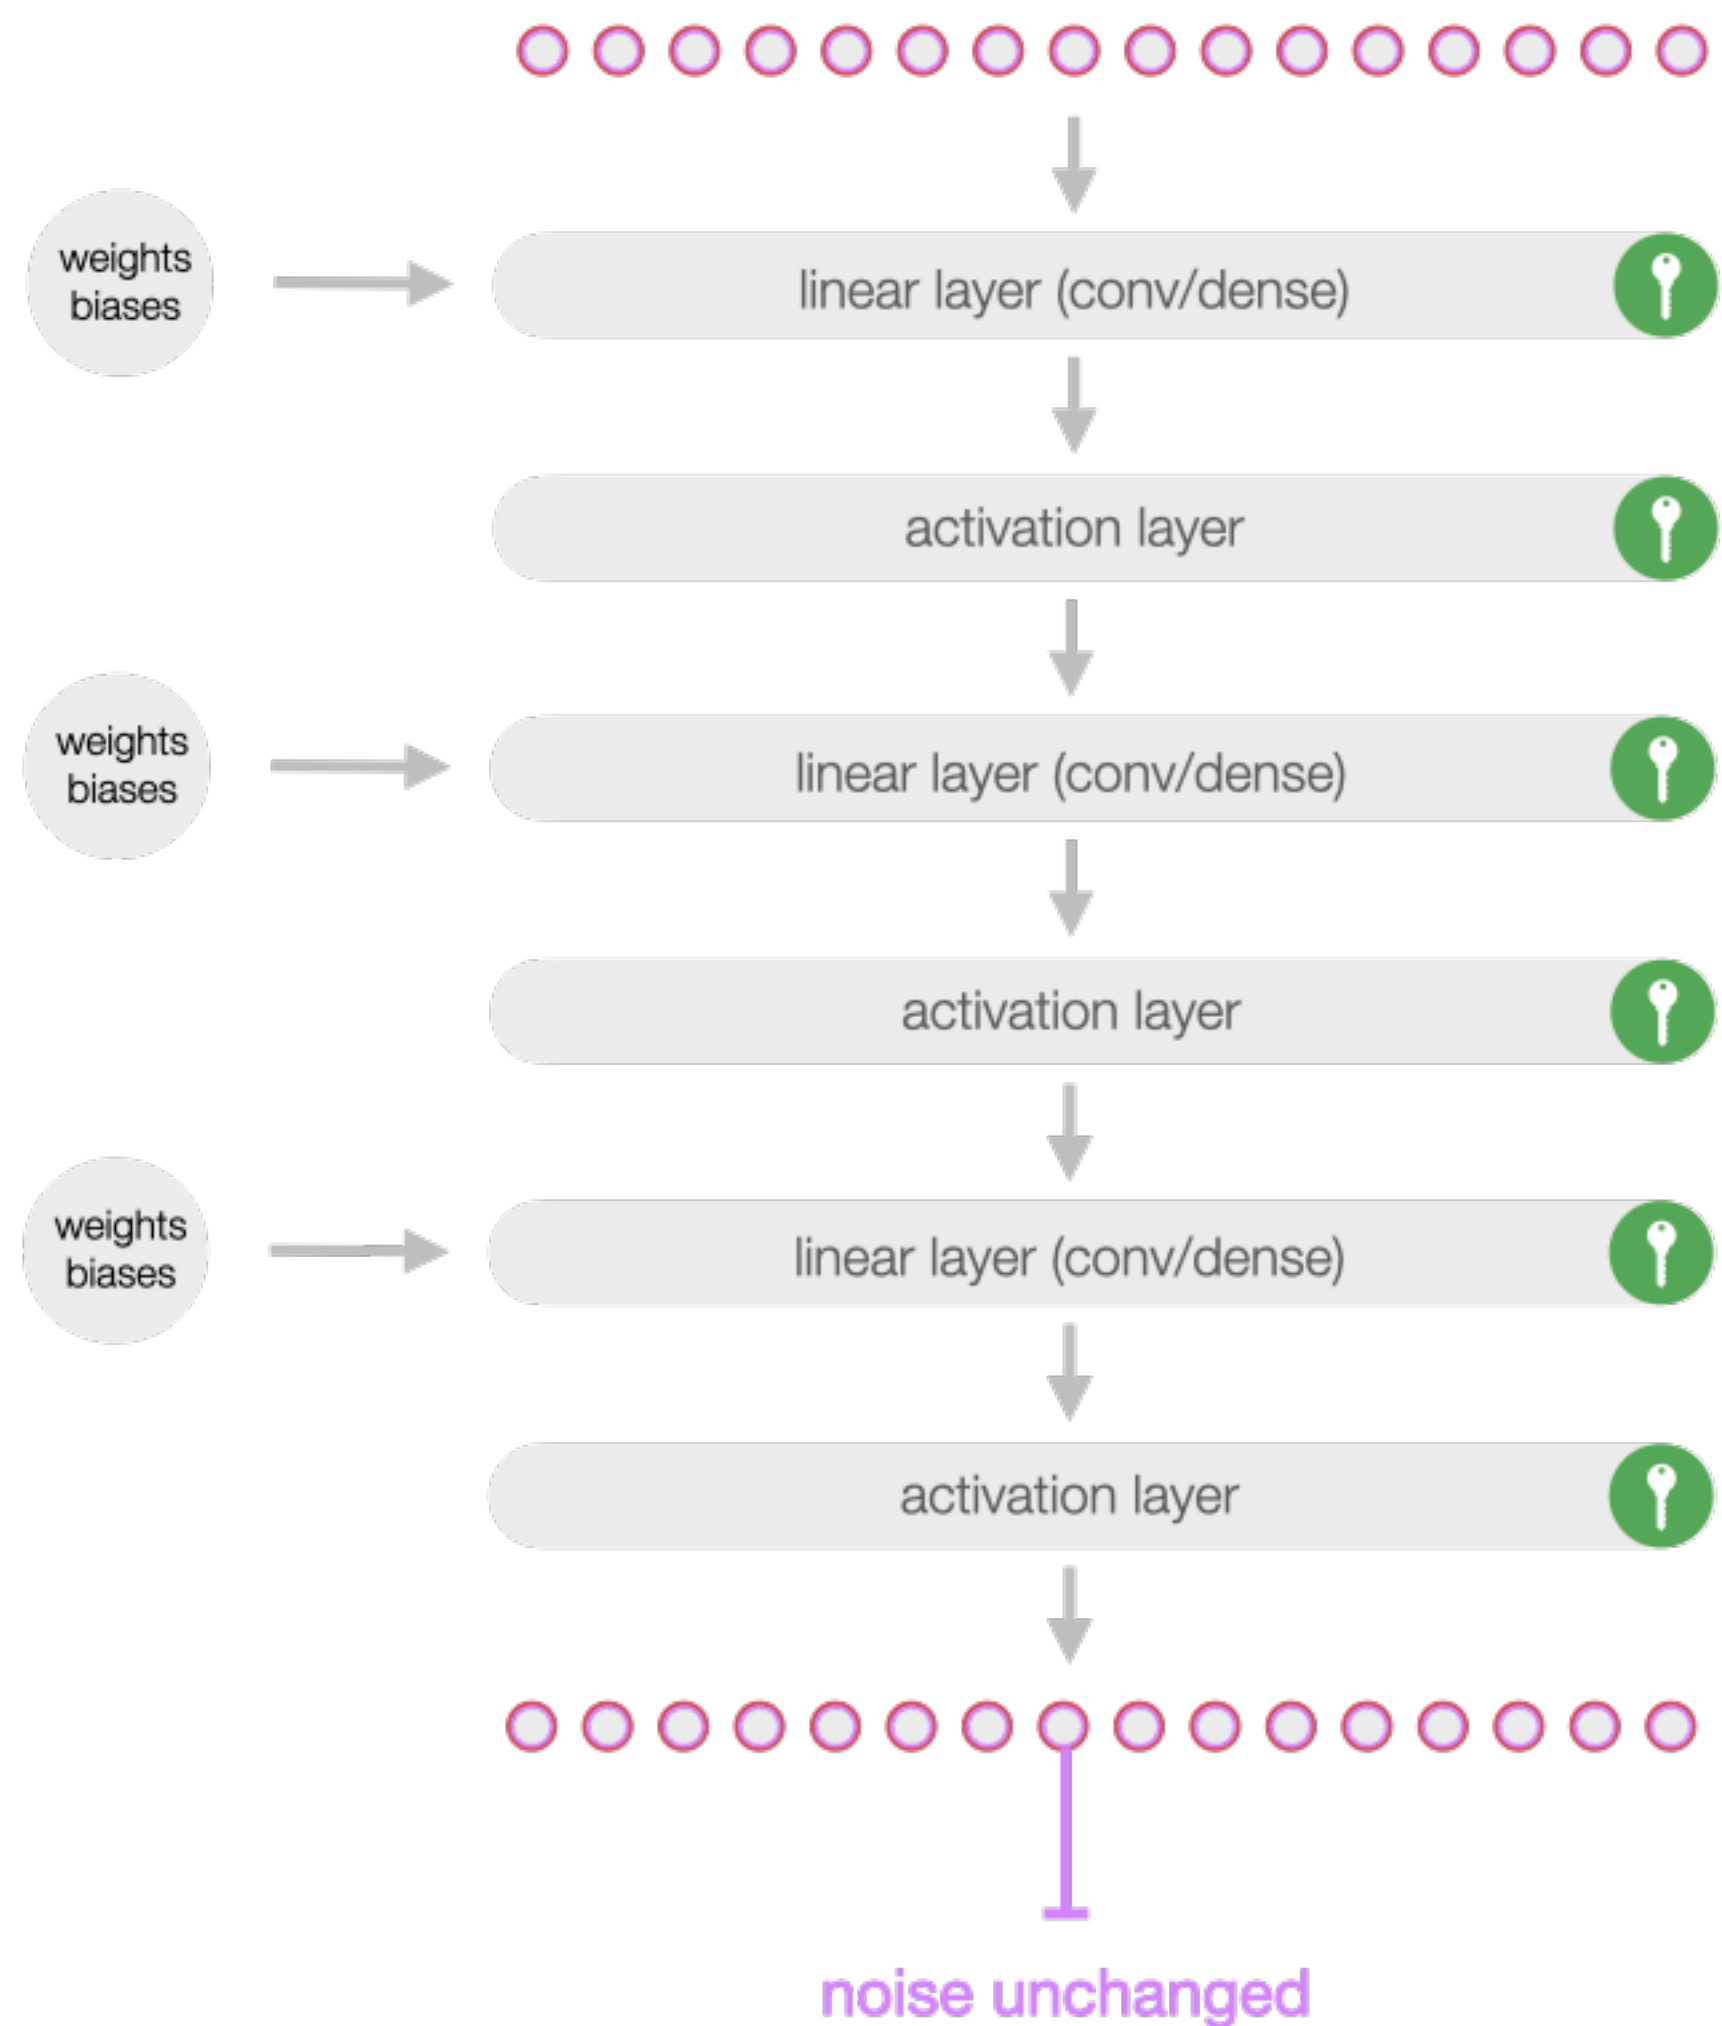 weights
biases
linear layer (conv/dense)
activation layer
weights
biases
linear layer (conv/dense)
activation layer
weights
biases
linear layer (conv/dense)
activation layer
noise unchanged